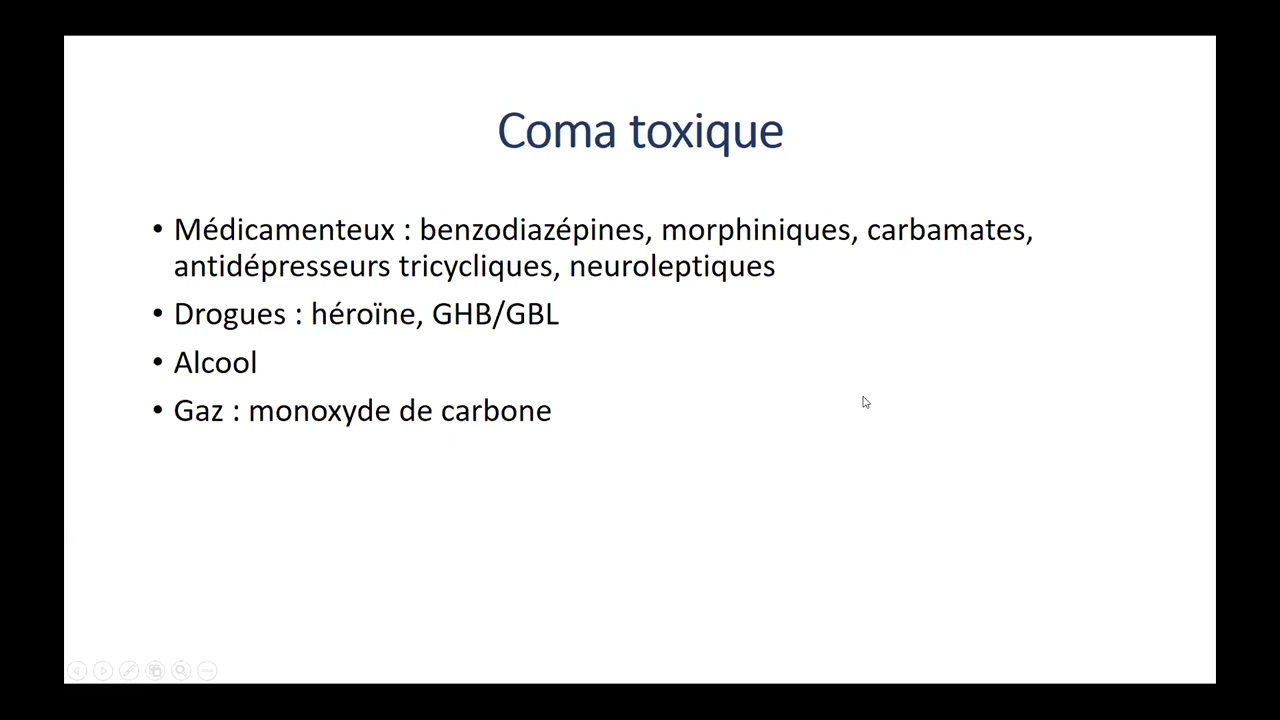 Coma toxique
• Médicamenteux : benzodiazépines, morphiniques, carbamates,
antidépresseurs tricycliques, neuroleptiques
• Drogues : héroïne, GHB/GBL
• Alcool
• Gaz : monoxyde de carbone